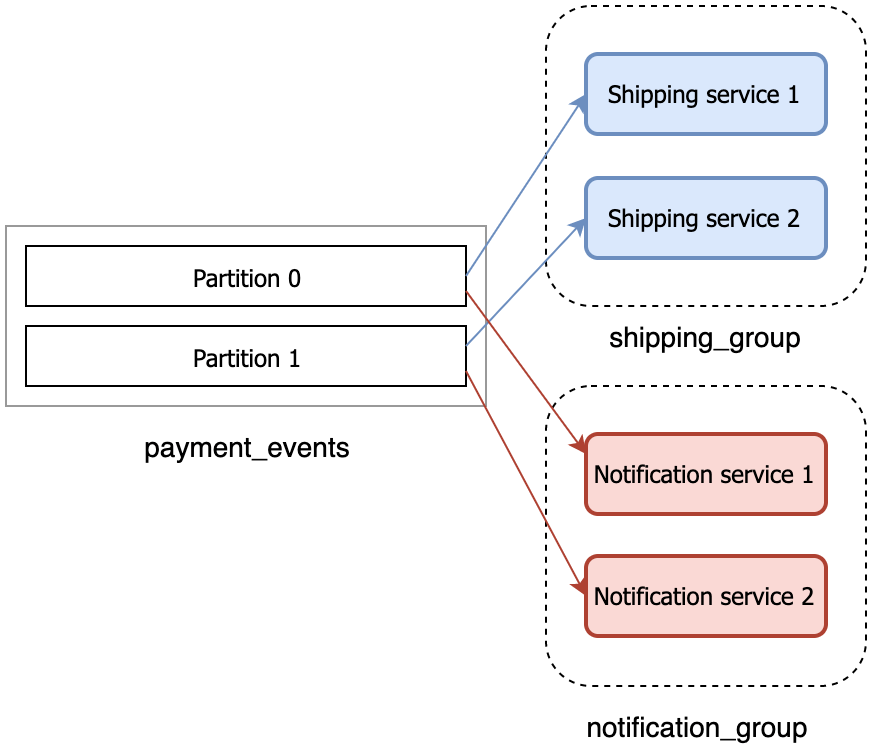 Shipping service 1
Shipping service 2
shipping_group
Partition 0
Partition 1
payment_events
Notification service 1
Notification service 2
notification_group